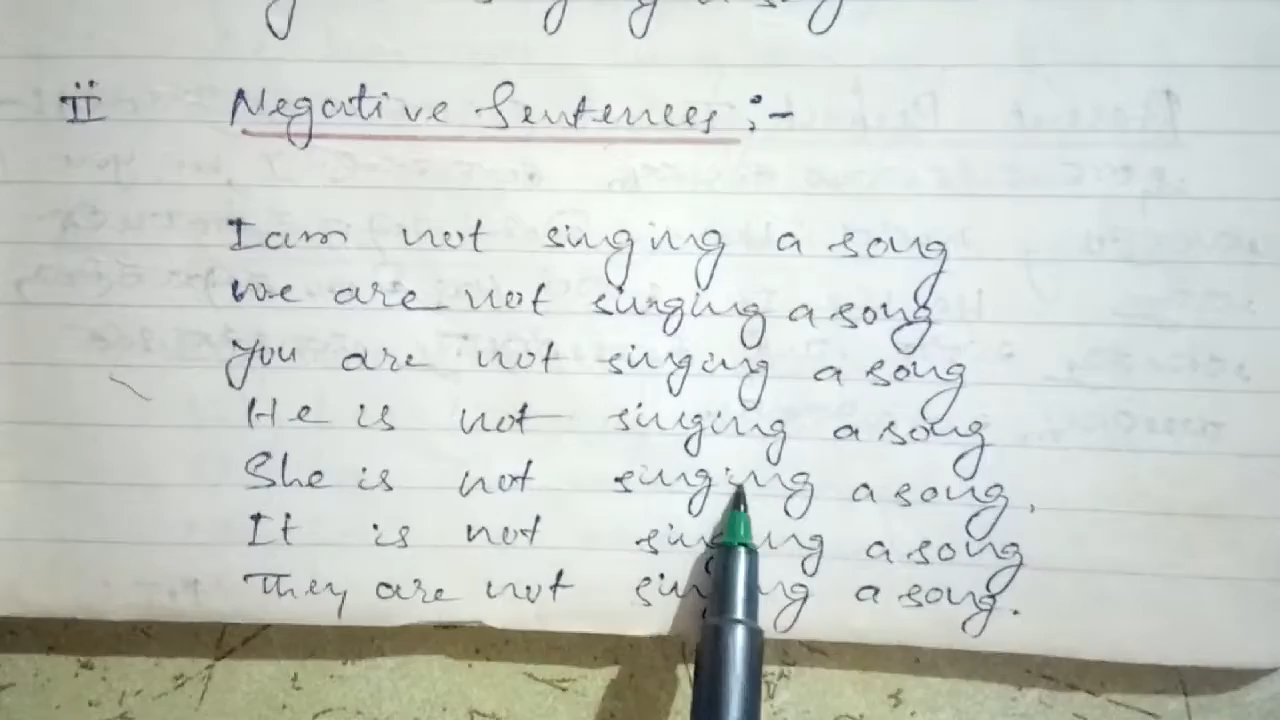 ii Negative Sentences :-
I am not singing a song
we are not singing a song
you are not singing a song
He is not singing a song
She is not singing a song.
It is not singing a song
They are not singing a song.